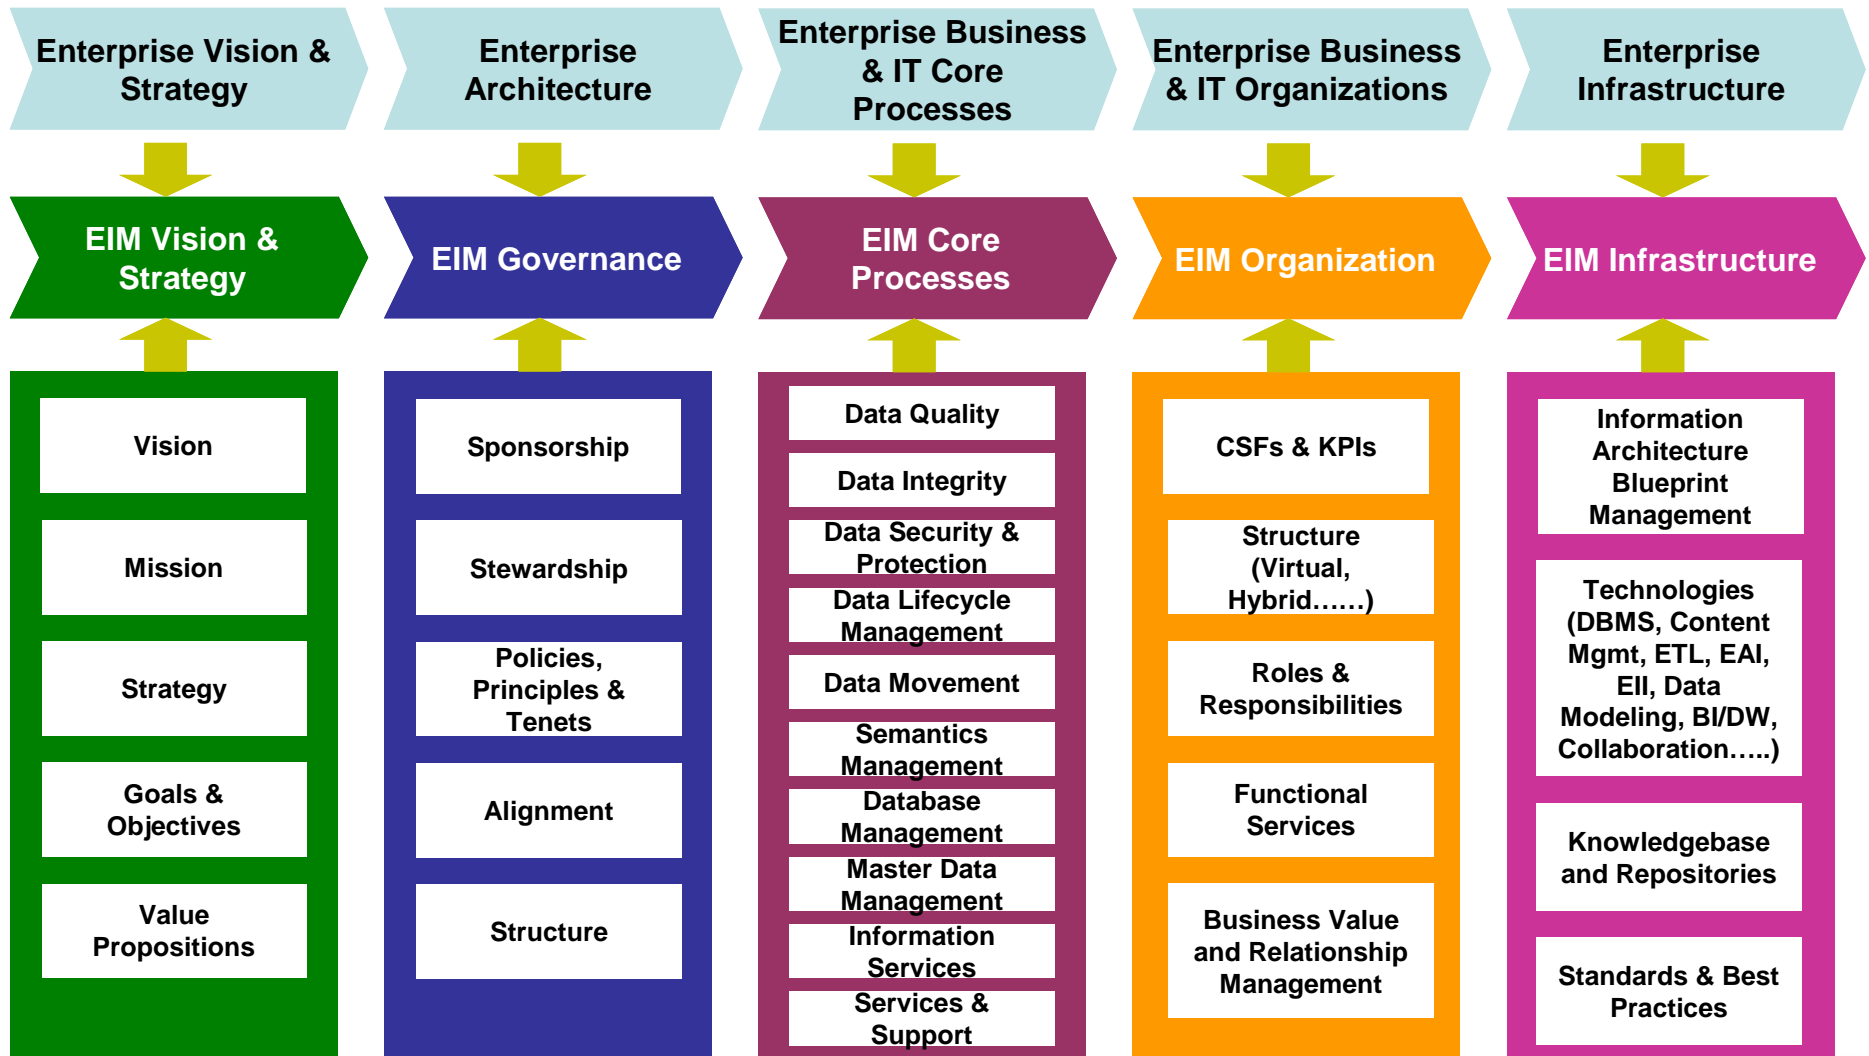 Enterprise Vision &
Strategy
Enterprise
Architecture
Enterprise Business
& IT Core
Processes
Enterprise Business
& IT Organizations
Enterprise
Infrastructure
EIM Vision &
Strategy
EIM Governance
EIM Core
Processes
EIM Organization
EIM Infrastructure
Vision
Mission
Strategy
Goals &
Objectives
Value
Propositions
Sponsorship
Stewardship
Policies,
Principles &
Tenets
Alignment
Structure
Data Quality
Data Integrity
Data Security &
Protection
Data Lifecycle
Management
Data Movement
Semantics
Management
Database
Management
Master Data
Management
Information
Services
Services &
Support
CSFs & KPIs
Structure
(Virtual,
Hybrid……)
Roles &
Responsibilities
Functional
Services
Business Value
and Relationship
Management
Information
Architecture
Blueprint
Management
Technologies
(DBMS, Content
Mgmt, ETL, EAI,
EII, Data
Modeling, BI/DW,
Collaboration…..)
Knowledgebase
and Repositories
Standards & Best
Practices